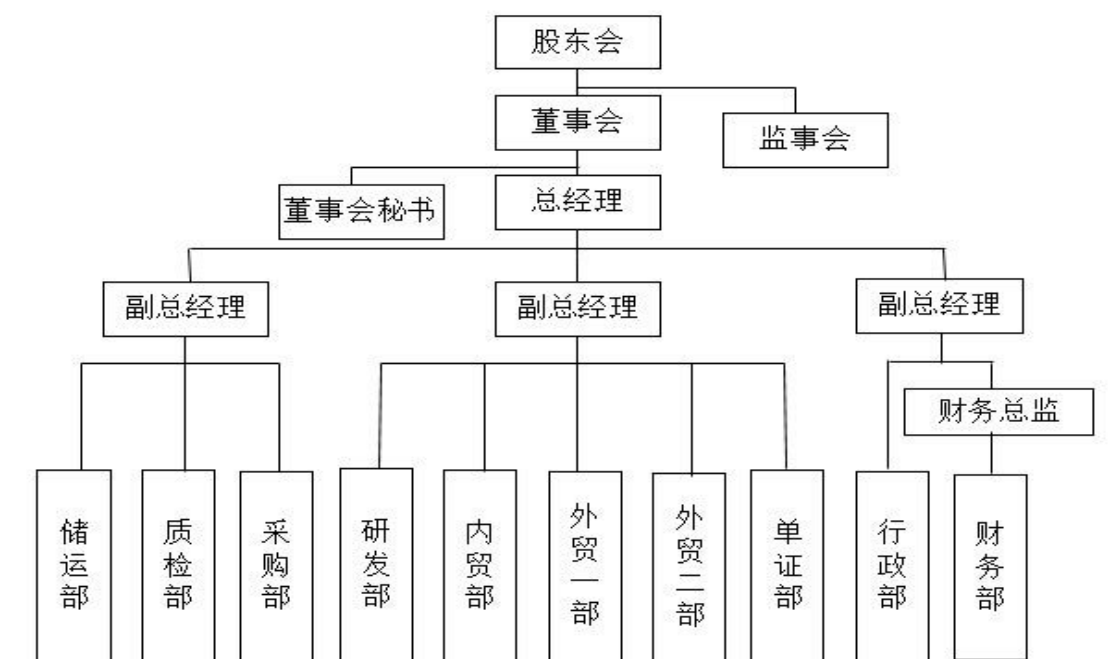 股东会
董事会
监事会
董事会秘书
总经理
副总经理
副总经理
副总经理
财务总监
储运部
质检部
采购部
研发部
内贸部
外贸一部
外贸二部
单证部
行政部
财务部